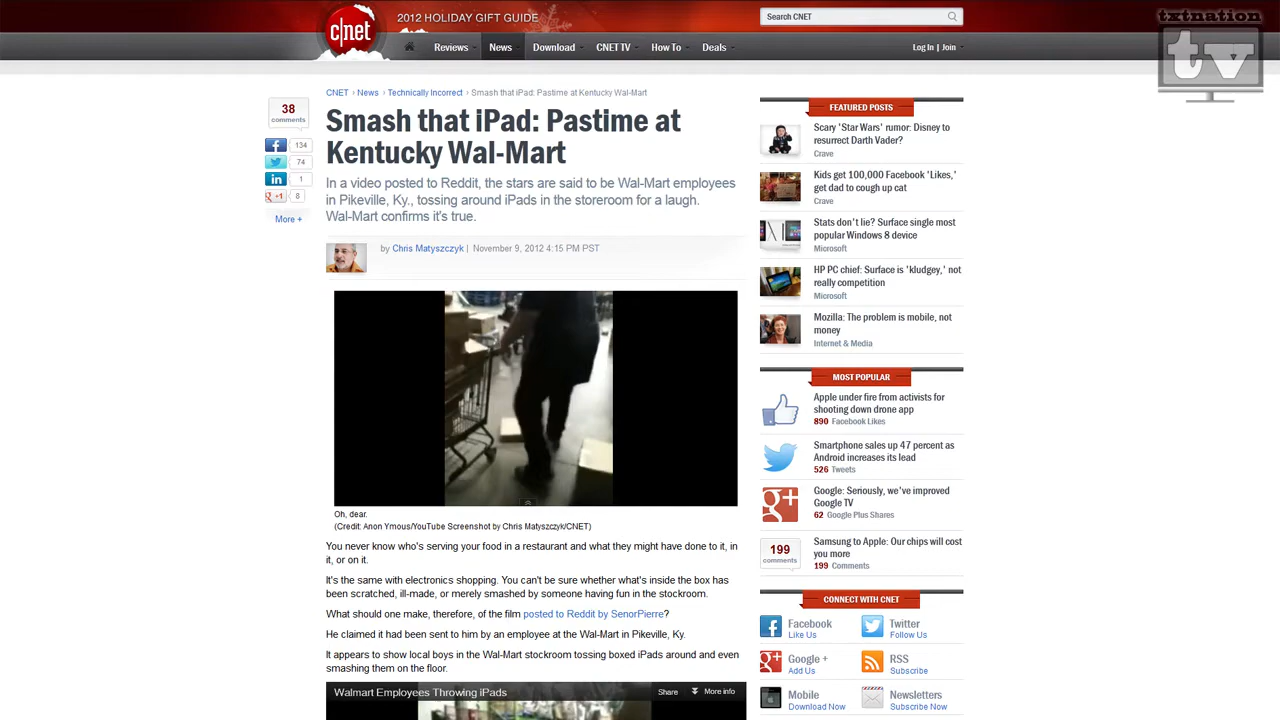 2012 HOLIDAY GIFT GUIDE
Search CNET
txtnation
tv
c|net
Reviews
News
Download
CNET TV
How To
Deals
Log In | Join
CNET › News › Technically Incorrect › Smash that iPad: Pastime at Kentucky Wal-Mart
38
comments
134
74
1
+1 8
More +
Smash that iPad: Pastime at
Kentucky Wal-Mart
In a video posted to Reddit, the stars are said to be Wal-Mart employees
in Pikeville, Ky., tossing around iPads in the storeroom for a laugh.
Wal-Mart confirms it's true.
by Chris Matyszczyk | November 9, 2012 4:15 PM PST
Oh, dear.
(Credit: Anon Ymous/YouTube Screenshot by Chris Matyszczyk/CNET)
You never know who's serving your food in a restaurant and what they might have done to it, in
it, or on it.
It's the same with electronics shopping. You can't be sure whether what's inside the box has
been scratched, ill-made, or merely smashed by someone having fun in the stockroom.
What should one make, therefore, of the film posted to Reddit by SenorPierre?
He claimed it had been sent to him by an employee at the Wal-Mart in Pikeville, Ky.
It appears to show local boys in the Wal-Mart stockroom tossing boxed iPads around and even
smashing them on the floor.
Walmart Employees Throwing iPads
Share
More info
FEATURED POSTS
Scary 'Star Wars' rumor: Disney to
resurrect Darth Vader?
Crave
Kids get 100,000 Facebook 'Likes,'
get dad to cough up cat
Crave
Stats don't lie? Surface single most
popular Windows 8 device
Microsoft
HP PC chief: Surface is 'kludgey,' not
really competition
Microsoft
Mozilla: The problem is mobile, not
money
Internet & Media
MOST POPULAR
Apple under fire from activists for
shooting down drone app
890 Facebook Likes
Smartphone sales up 47 percent as
Android increases its lead
526 Tweets
Google: Seriously, we've improved
Google TV
62 Google Plus Shares
199
comments
Samsung to Apple: Our chips will cost
you more
199 Comments
CONNECT WITH CNET
Facebook
Like Us
Twitter
Follow Us
Google +
Add Us
RSS
Subscribe
Mobile
Download Now
Newsletters
Subscribe Now